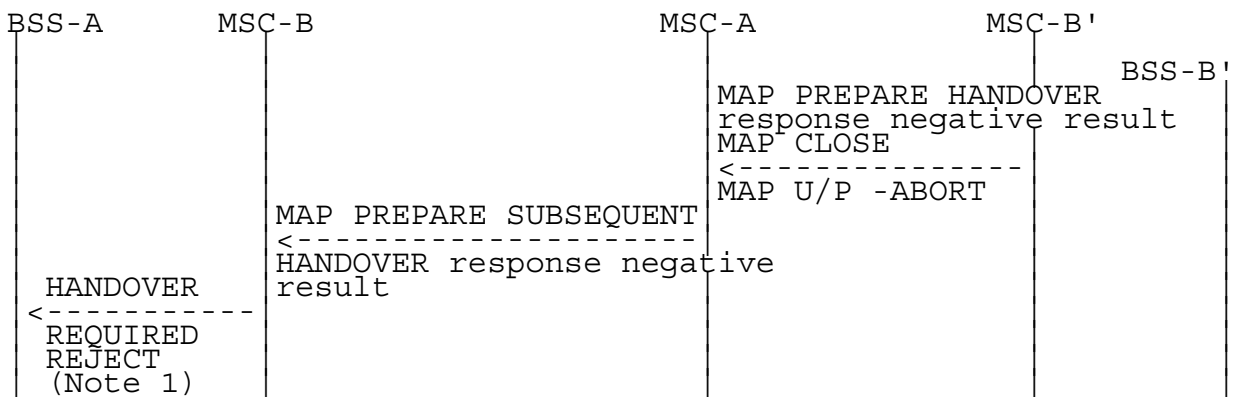 BSS-A MSC-B MSC-A MSC-B'
BSS-B'
MAP PREPARE HANDOVER
response negative result
MAP CLOSE
<---------------
MAP U/P -ABORT
MAP PREPARE SUBSEQUENT
<----------------------
HANDOVER response negative
result
HANDOVER
<-----------
REQUIRED
REJECT
(Note 1)